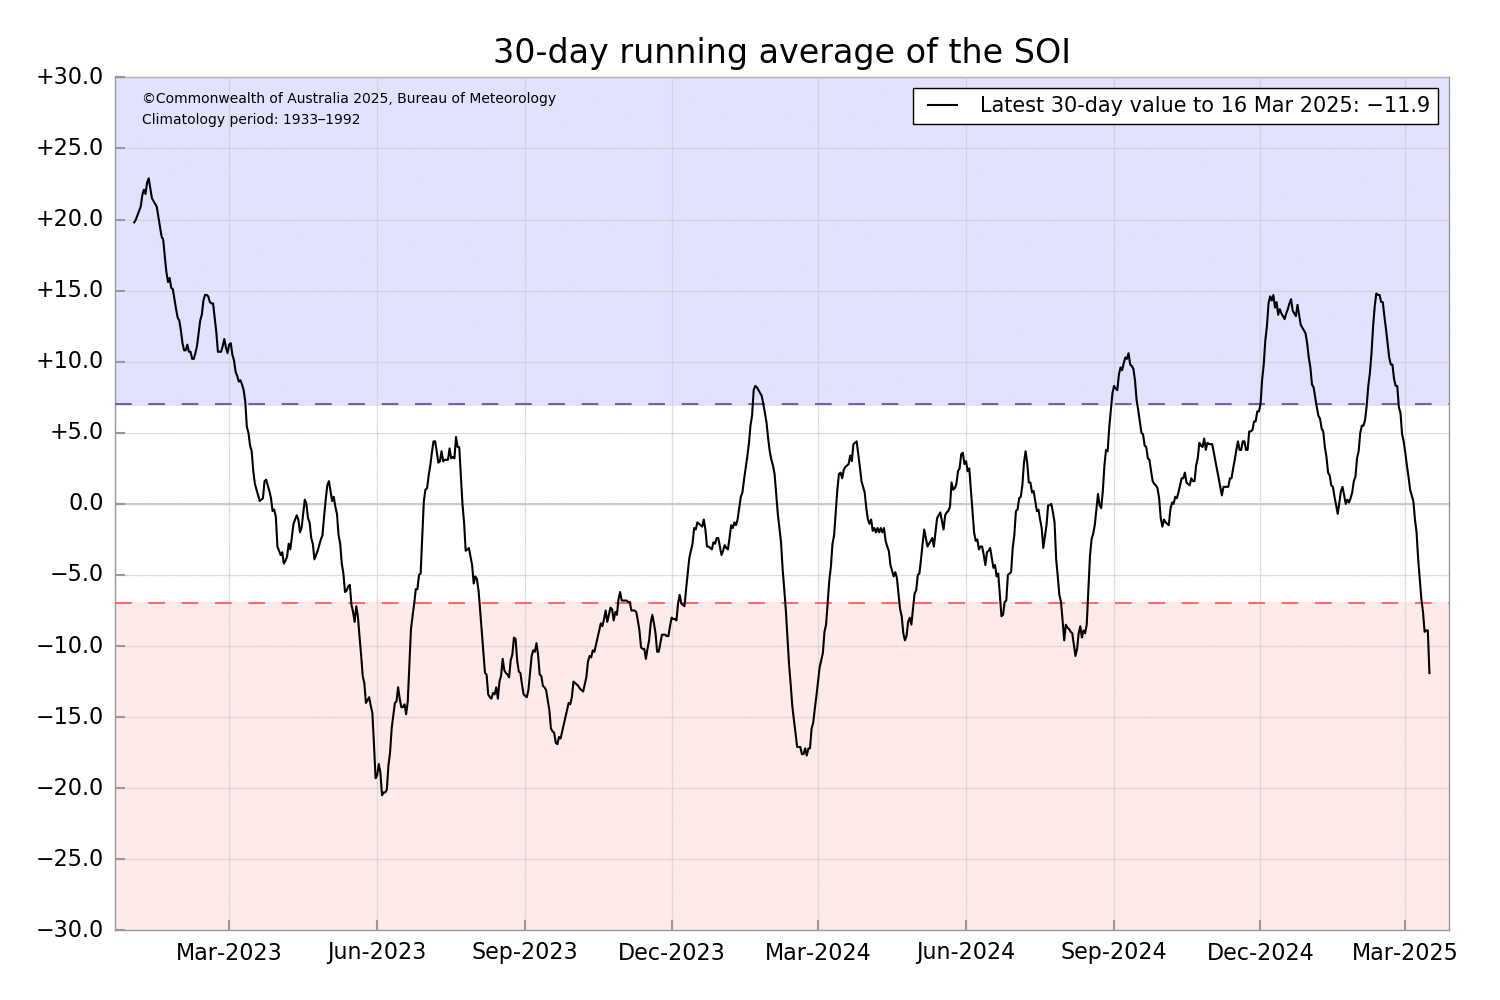 30-day running average of the SOI
+30.0
©Commonwealth of Australia 2025, Bureau of Meteorology
Climatology period: 1933–1992
Latest 30-day value to 16 Mar 2025: −11.9
+25.0
+20.0
+15.0
+10.0
+5.0
0.0
−5.0
−10.0
−15.0
−20.0
−25.0
−30.0
Mar-2023 Jun-2023 Sep-2023 Dec-2023 Mar-2024 Jun-2024 Sep-2024 Dec-2024 Mar-2025